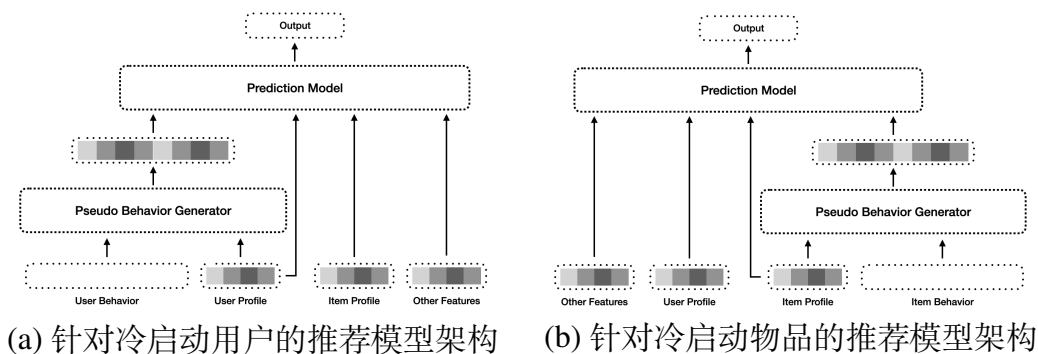 Output
Prediction Model
Pseudo Behavior Generator
User Behavior
User Profile
Item Profile
Other Features
(a) 针对冷启动用户的推荐模型架构
Output
Prediction Model
Pseudo Behavior Generator
Other Features
User Profile
Item Profile
Item Behavior
(b) 针对冷启动物品的推荐模型架构